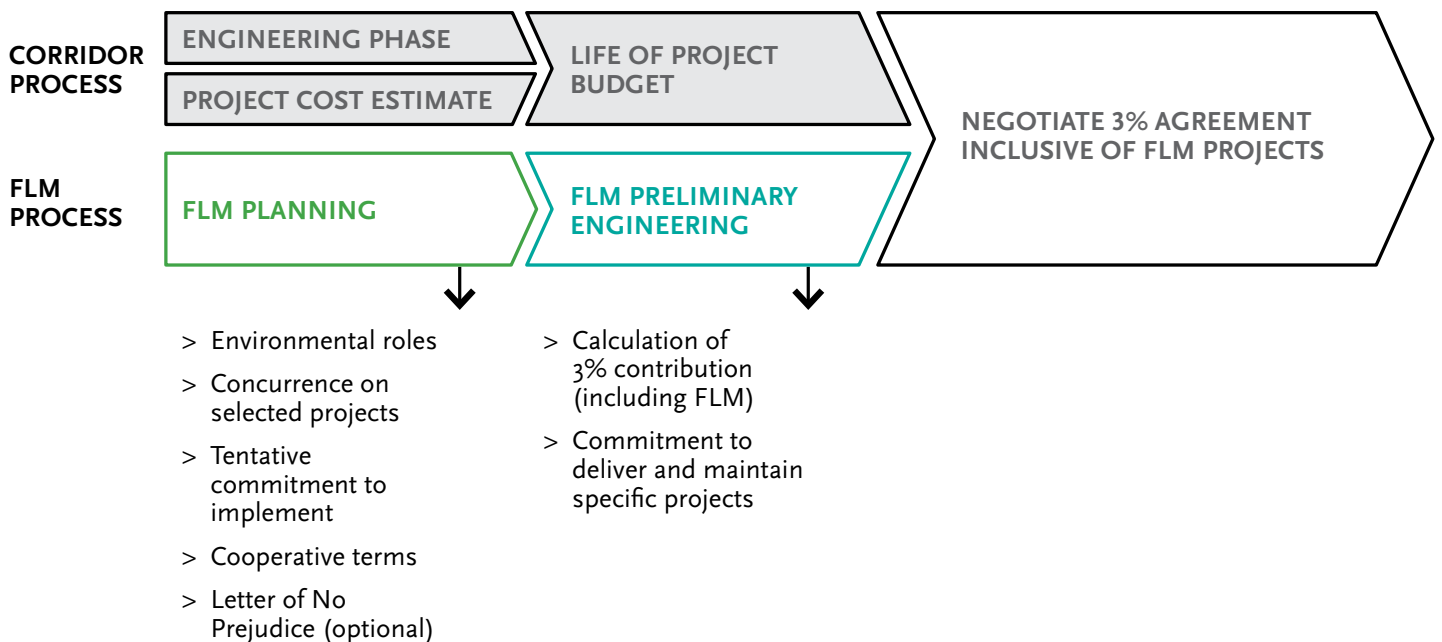 CORRIDOR
PROCESS
ENGINEERING PHASE
PROJECT COST ESTIMATE
LIFE OF PROJECT
BUDGET
NEGOTIATE 3% AGREEMENT
INCLUSIVE OF FLM PROJECTS
FLM
PROCESS
FLM PLANNING
FLM PRELIMINARY
ENGINEERING
> Environmental roles
> Concurrence on
selected projects
> Tentative
commitment to
implement
> Cooperative terms
> Letter of No
Prejudice (optional)
> Calculation of
3% contribution
(including FLM)
> Commitment to
deliver and maintain
specific projects